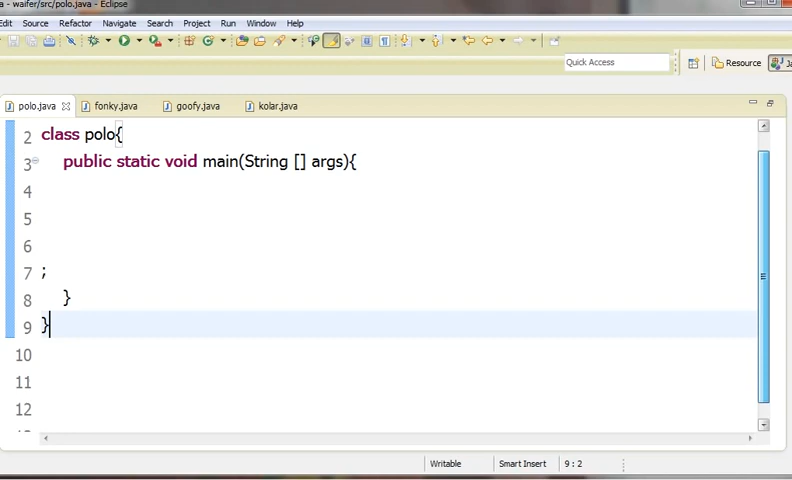 a - waifer/src/polo.java - Eclipse
Edit Source Refactor Navigate Search Project Run Window Help
Quick Access
Resource
Ja
polo.java
fonky.java
goofy.java
kolar.java
2 class polo{
3 public static void main(String [] args){
4
5
6
7 ;
8 }
9 }
10
11
12
Writable
Smart Insert
9 : 2